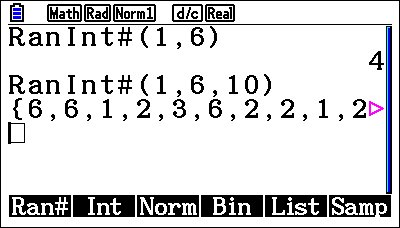 Math Rad Norm1 d/c Real
RanInt#(1,6)
4
RanInt#(1,6,10)
{6,6,1,2,3,6,2,2,1,2
Ran# Int Norm Bin List Samp